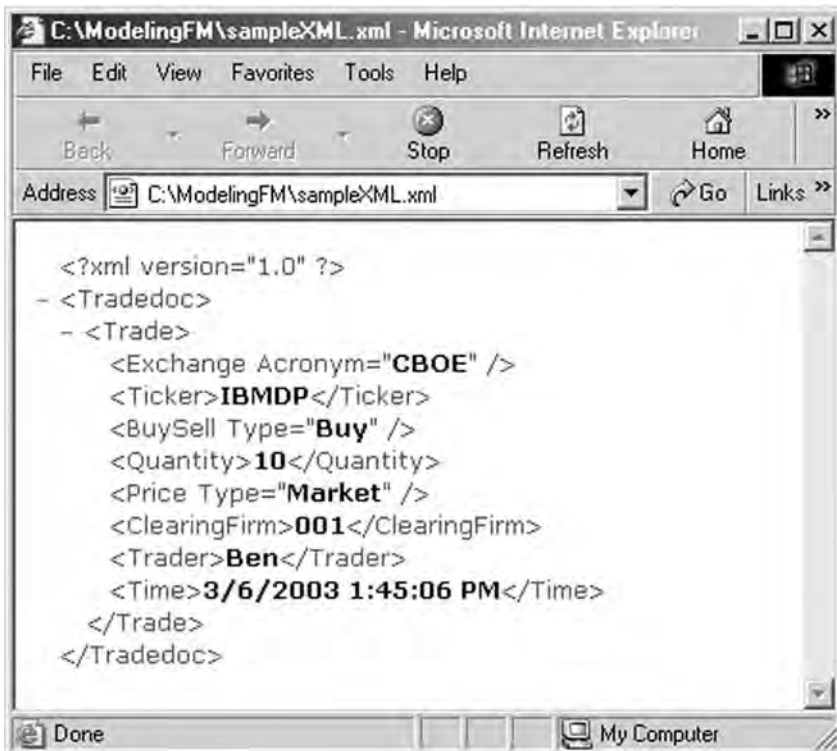 C:\ModelingFM\sampleXML.xml - Microsoft Internet Explorer
File Edit View Favorites Tools Help
Back Forward Stop Refresh Home »
Address C:\ModelingFM\sampleXML.xml Go Links »
<?xml version="1.0" ?>
- <Tradedoc>
- <Trade>
<Exchange Acronym="CBOE" />
<Ticker>IBMDP</Ticker>
<BuySell Type="Buy" />
<Quantity>10</Quantity>
<Price Type="Market" />
<ClearingFirm>001</ClearingFirm>
<Trader>Ben</Trader>
<Time>3/6/2003 1:45:06 PM</Time>
</Trade>
</Tradedoc>
Done My Computer